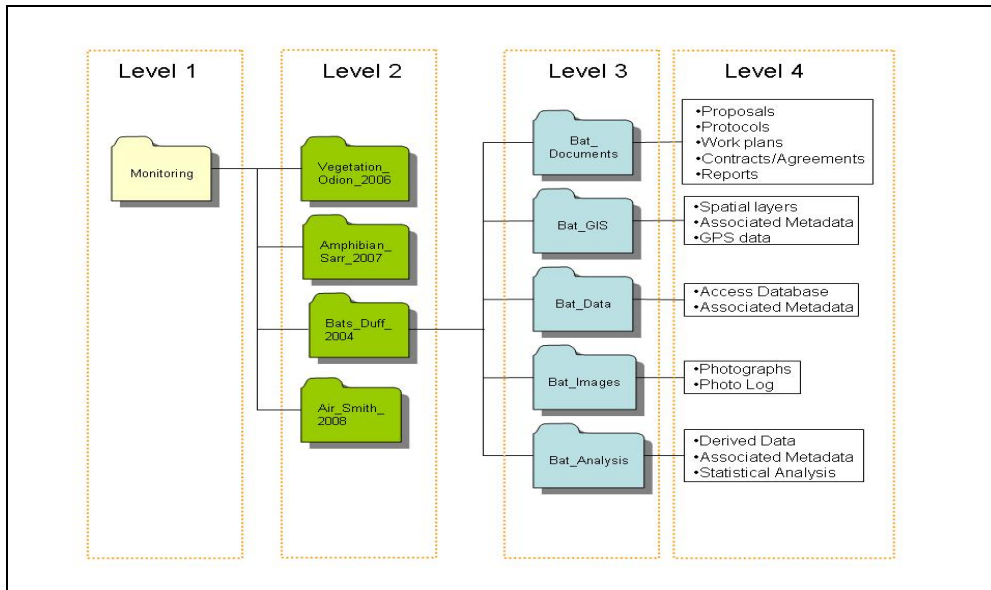 Level 1
Level 2
Level 3
Level 4
Monitoring
Vegetation_
Odion_2006
Amphibian_
Sarr_2007
Bats_Duff_
2004
Air_Smith_
2008
Bat_
Documents
Bat_GIS
Bat_Data
Bat_Images
Bat_Analysis
•Proposals
•Protocols
•Work plans
•Contracts/Agreements
•Reports
•Spatial layers
•Associated Metadata
•GPS data
•Access Database
•Associated Metadata
•Photographs
•Photo Log
•Derived Data
•Associated Metadata
•Statistical Analysis